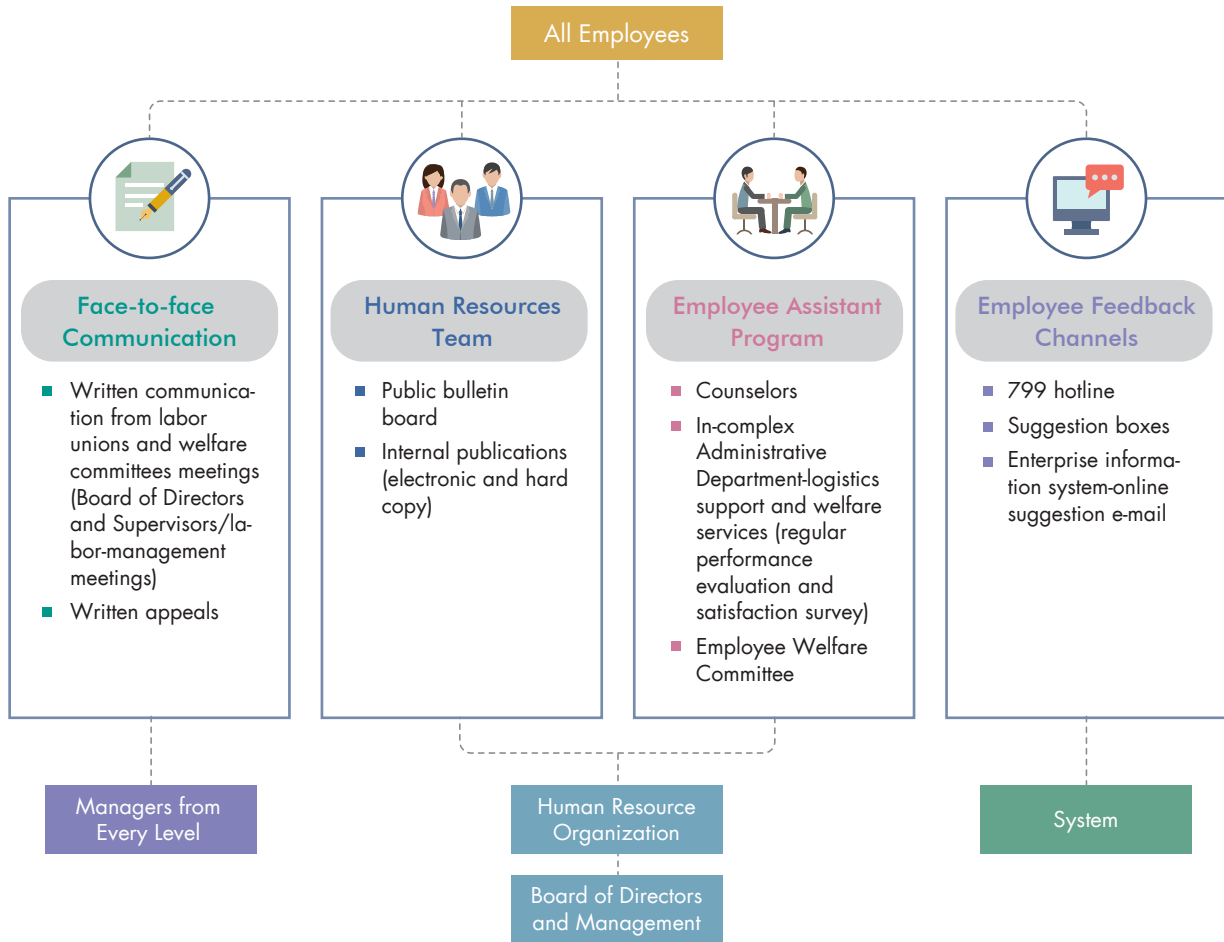 All Employees
Face-to-face
Communication
Written communica-
tion from labor
unions and welfare
committees meetings
(Board of Directors
and Supervisors/la-
bor-management
meetings)
Written appeals
Human Resources
Team
Public bulletin
board
Internal publications
(electronic and hard
copy)
Employee Assistant
Program
Counselors
In-complex
Administrative
Department-logistics
support and welfare
services (regular
performance
evaluation and
satisfaction survey)
Employee Welfare
Committee
Employee Feedback
Channels
799 hotline
Suggestion boxes
Enterprise informa-
tion system-online
suggestion e-mail
Managers from
Every Level
Human Resource
Organization
Board of Directors
and Management
System